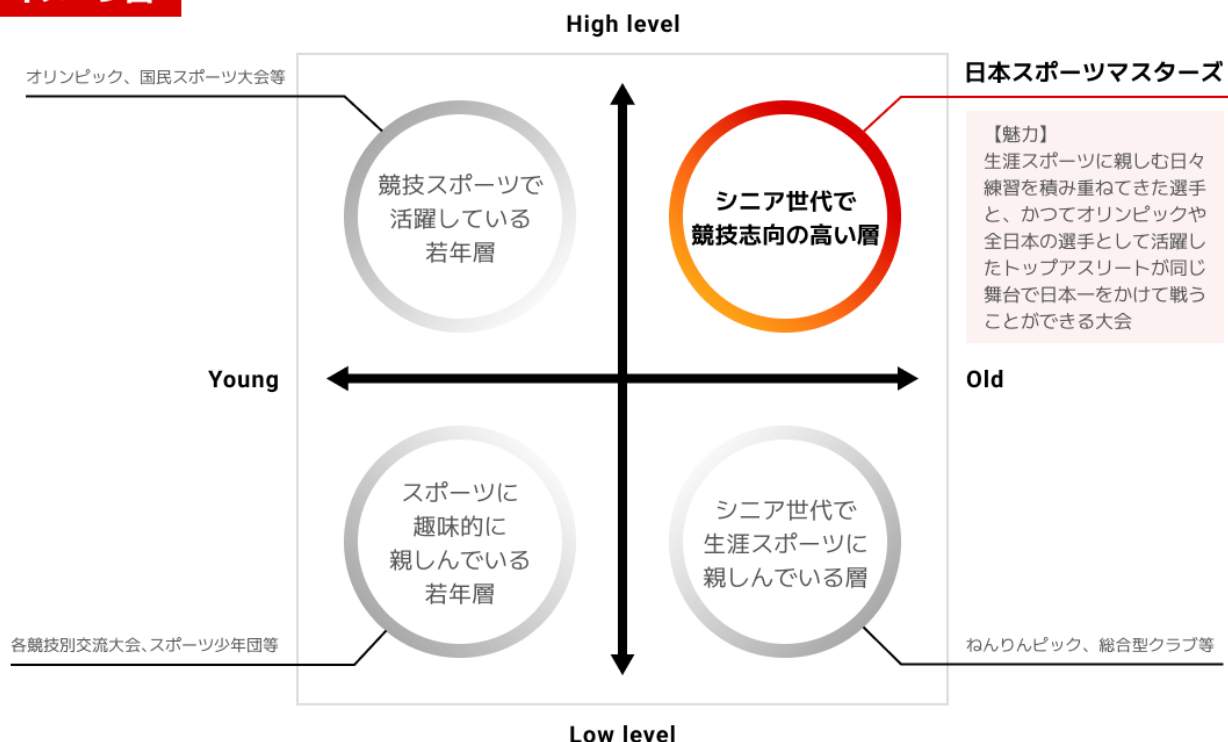 High level
オリンピック、国民スポーツ大会等
日本スポーツマスターズ
【魅力】
生涯スポーツに親しむ日々
練習を積み重ねてきた選手
と、かつてオリンピックや
全日本の選手として活躍し
たトップアスリートが同じ
舞台で日本一をかけて戦う
ことができる大会
競技スポーツで
活躍している
若年層
シニア世代で
競技志向の高い層
Young
Old
スポーツに
趣味的に
親しんでいる
若年層
シニア世代で
生涯スポーツに
親しんでいる層
各競技別交流大会、スポーツ少年団等
ねんりんピック、総合型クラブ等
Low level